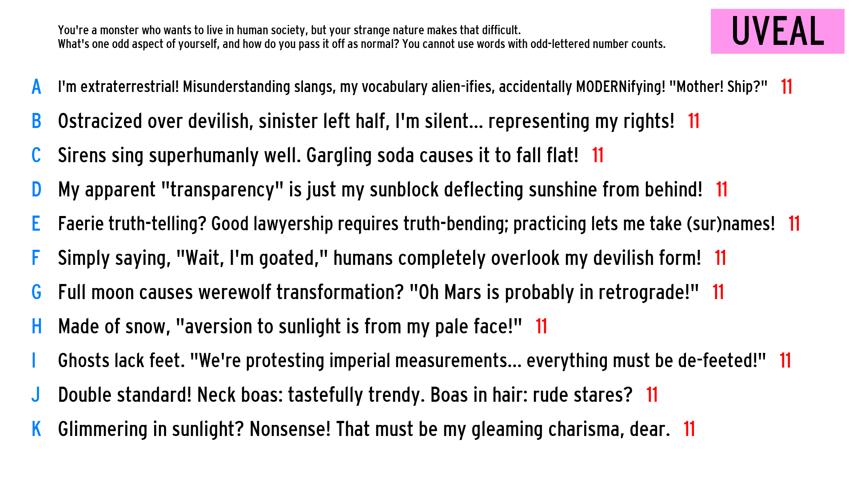 You're a monster who wants to live in human society, but your strange nature makes that difficult.
What's one odd aspect of yourself, and how do you pass it off as normal? You cannot use words with odd-lettered number counts.
UVEAL
A I'm extraterrestrial! Misunderstanding slangs, my vocabulary alien-ifies, accidentally MODERNifying! "Mother! Ship?" 11
B Ostracized over devilish, sinister left half, I'm silent... representing my rights! 11
C Sirens sing superhumanly well. Gargling soda causes it to fall flat! 11
D My apparent "transparency" is just my sunblock deflecting sunshine from behind! 11
E Faerie truth-telling? Good lawyership requires truth-bending; practicing lets me take (sur)names! 11
F Simply saying, "Wait, I'm goated," humans completely overlook my devilish form! 11
G Full moon causes werewolf transformation? "Oh Mars is probably in retrograde!" 11
H Made of snow, "aversion to sunlight is from my pale face!" 11
I Ghosts lack feet. "We're protesting imperial measurements... everything must be de-feeted!" 11
J Double standard! Neck boas: tastefully trendy. Boas in hair: rude stares? 11
K Glimmering in sunlight? Nonsense! That must be my gleaming charisma, dear. 11